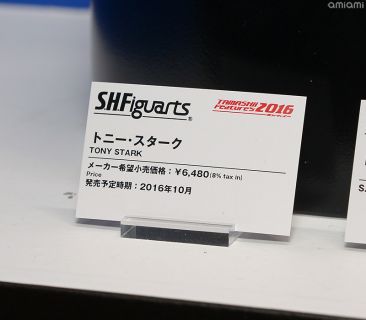 amiami
S.H.Figuarts®
TAMASHII Features 2016
トニー・スターク
TONY STARK
メーカー希望小売価格：￥6,480(8% tax in)
Price
発売予定時期：2016年10月
SA